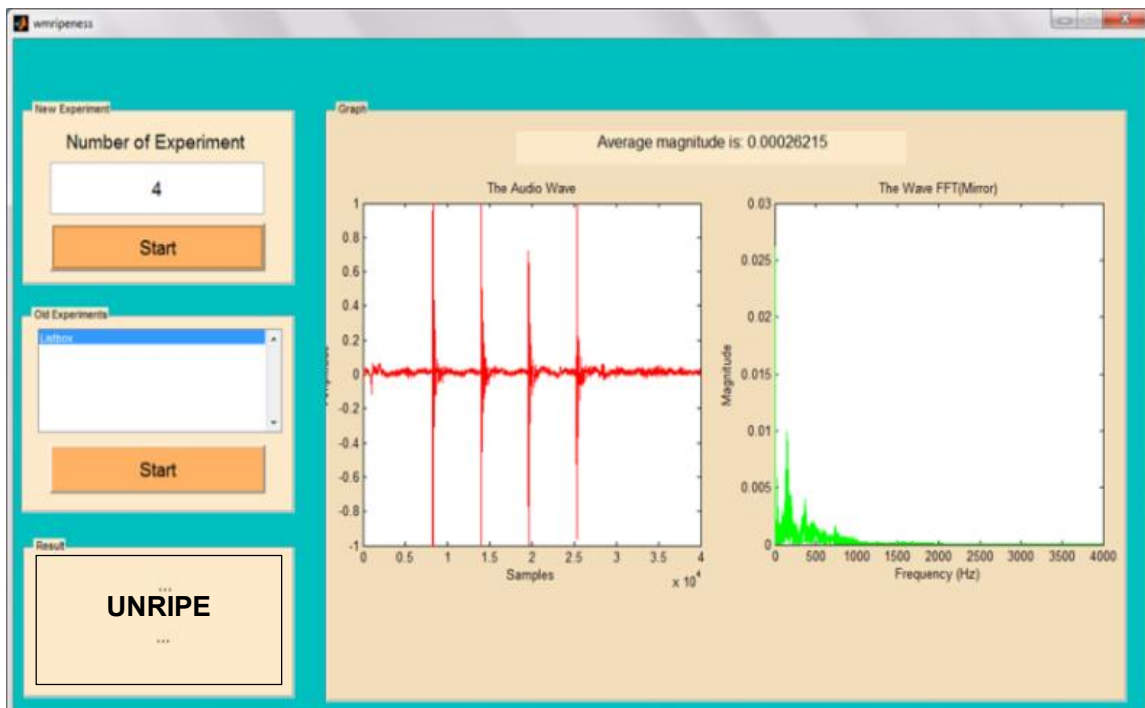 wmripeness
New Experiment
Number of Experiment
4
Start
Old Experiments
Listbox
Start
Result
...
UNRIPE
...
Graph
Average magnitude is: 0.00026215
The Audio Wave
1
0.8
0.6
0.4
0.2
0
-0.2
-0.4
-0.6
-0.8
-1
0 0.5 1 1.5 2 2.5 3 3.5 4
Samples
x 10⁴
The Wave FFT(Mirror)
Magnitude
0.03
0.025
0.02
0.015
0.01
0.005
0
0 500 1000 1500 2000 2500 3000 3500 4000
Frequency (Hz)